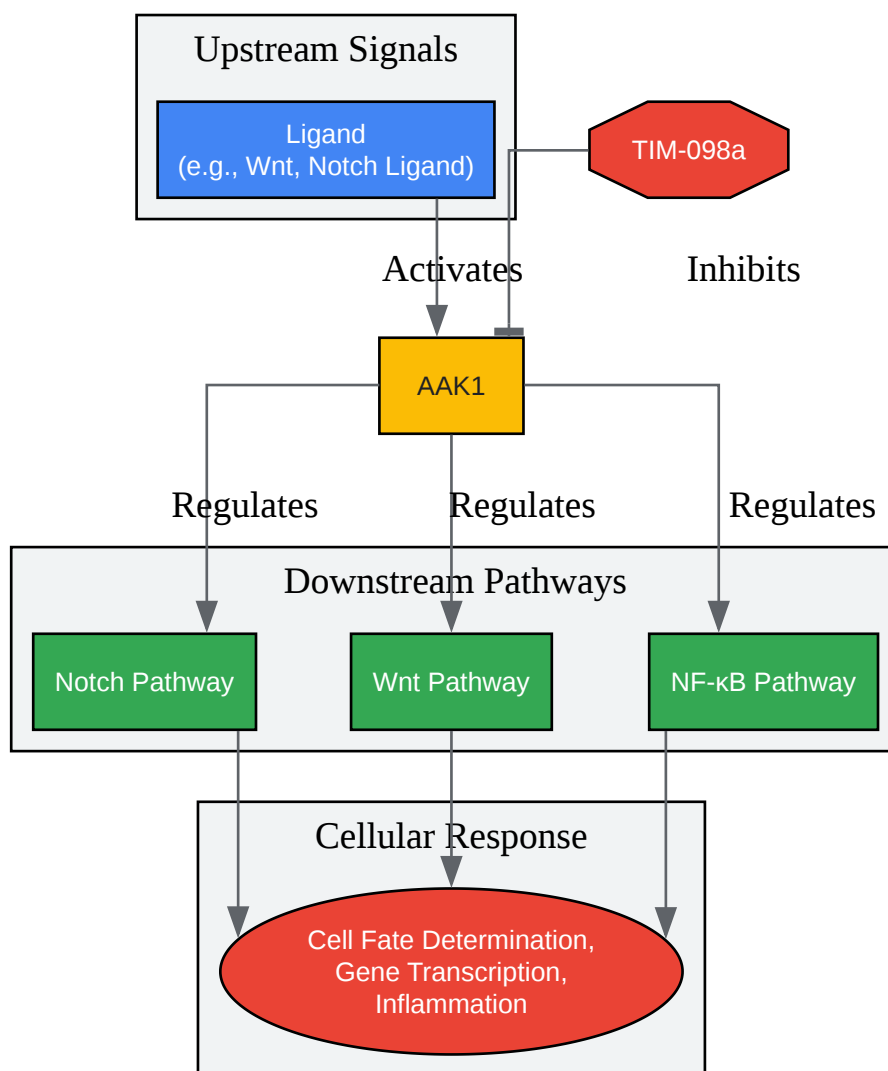 Upstream Signals
Ligand
(e.g., Wnt, Notch Ligand)
TIM-098a
Activates
Inhibits
AAK1
Regulates
Regulates
Regulates
Downstream Pathways
Notch Pathway
Wnt Pathway
NF-κB Pathway
Cellular Response
Cell Fate Determination,
Gene Transcription,
Inflammation